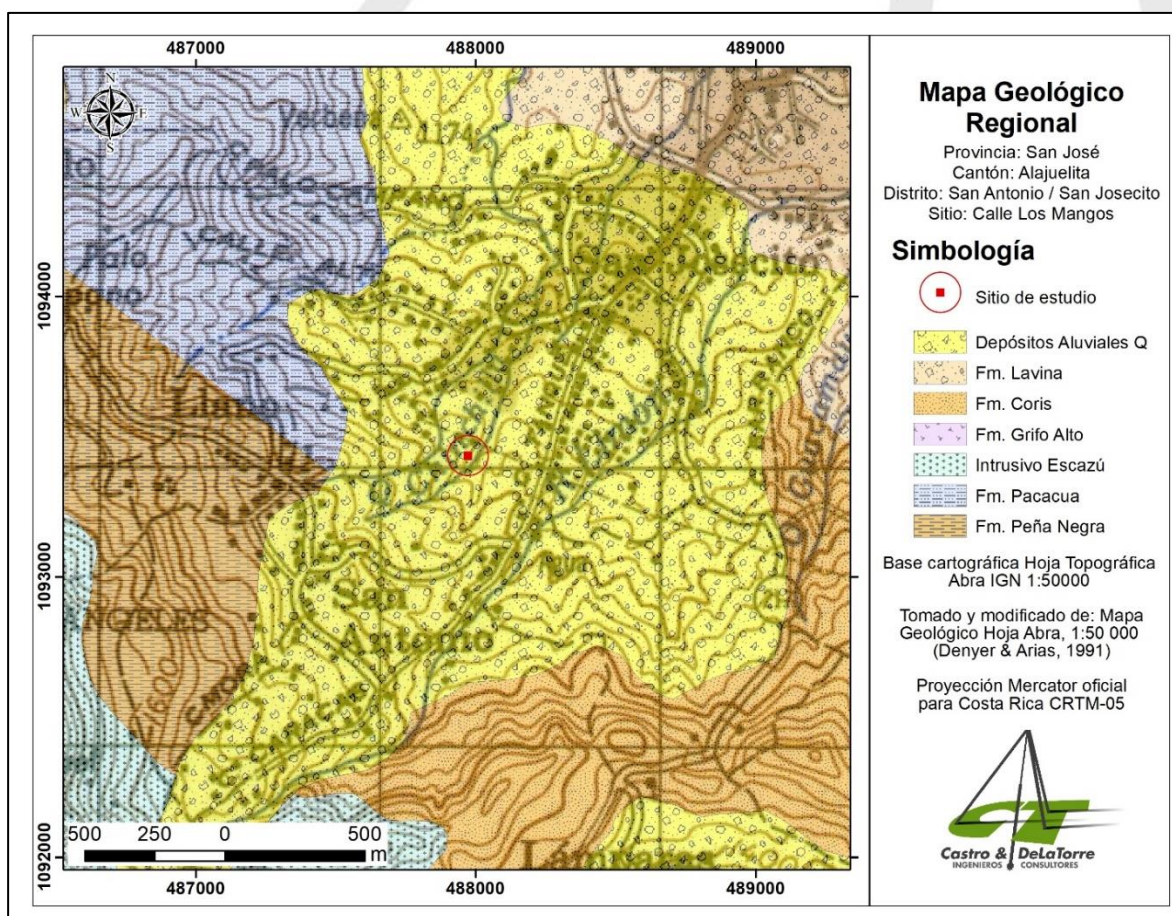 487000 488000 489000
N
W E
S
1174
1094000
1093000
1092000
San
Antonio
500 250 0 500
m
487000 488000 489000
Mapa Geológico
Regional
Provincia: San José
Cantón: Alajuelita
Distrito: San Antonio / San Josecito
Sitio: Calle Los Mangos
Simbología
Sitio de estudio
Depósitos Aluviales Q
Fm. Lavina
Fm. Coris
Fm. Grifo Alto
Intrusivo Escazú
Fm. Pacacua
Fm. Peña Negra
Base cartográfica Hoja Topográfica
Abra IGN 1:50000
Tomado y modificado de: Mapa
Geológico Hoja Abra, 1:50 000
(Denyer & Arias, 1991)
Proyección Mercator oficial
para Costa Rica CRTM-05
Castro & DelaTorre
INGENIEROS CONSULTORES